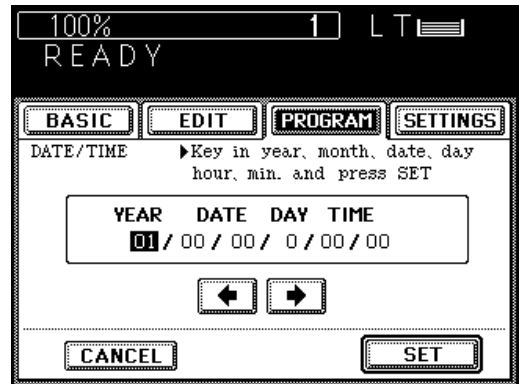 100% 1 LT
READY
BASIC EDIT PROGRAM SETTINGS
DATE/TIME ▶Key in year, month, date, day
hour, min. and press SET
YEAR DATE DAY TIME
01 / 00 / 00 / 0 / 00 / 00
CANCEL SET